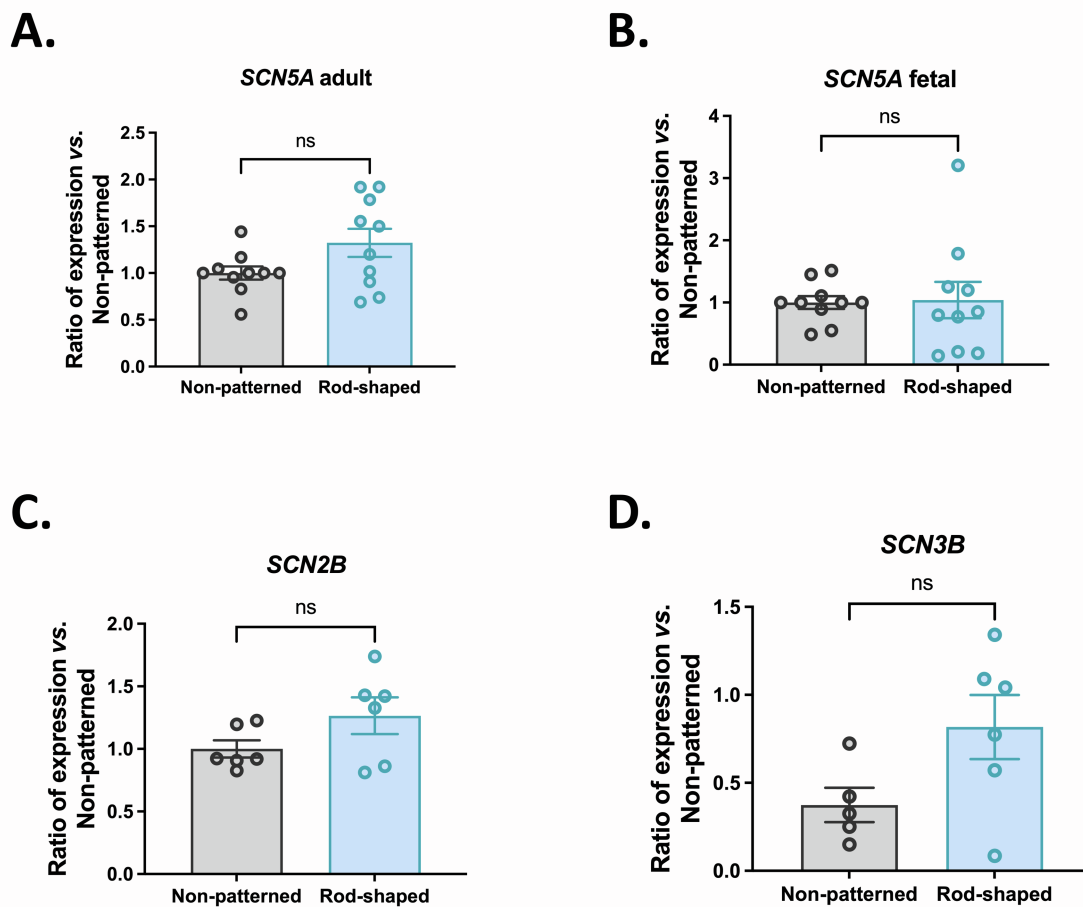 A.
SCN5A adult
Ratio of expression vs.
Non-patterned
2.5
2.0
1.5
1.0
0.5
0.0
ns
Non-patterned Rod-shaped
B.
SCN5A fetal
Ratio of expression vs.
Non-patterned
4
3
2
1
0
ns
Non-patterned Rod-shaped
C.
SCN2B
Ratio of expression vs.
Non-patterned
2.0
1.5
1.0
0.5
0.0
ns
Non-patterned Rod-shaped
D.
SCN3B
Ratio of expression vs.
Non-patterned
1.5
1.0
0.5
0.0
ns
Non-patterned Rod-shaped